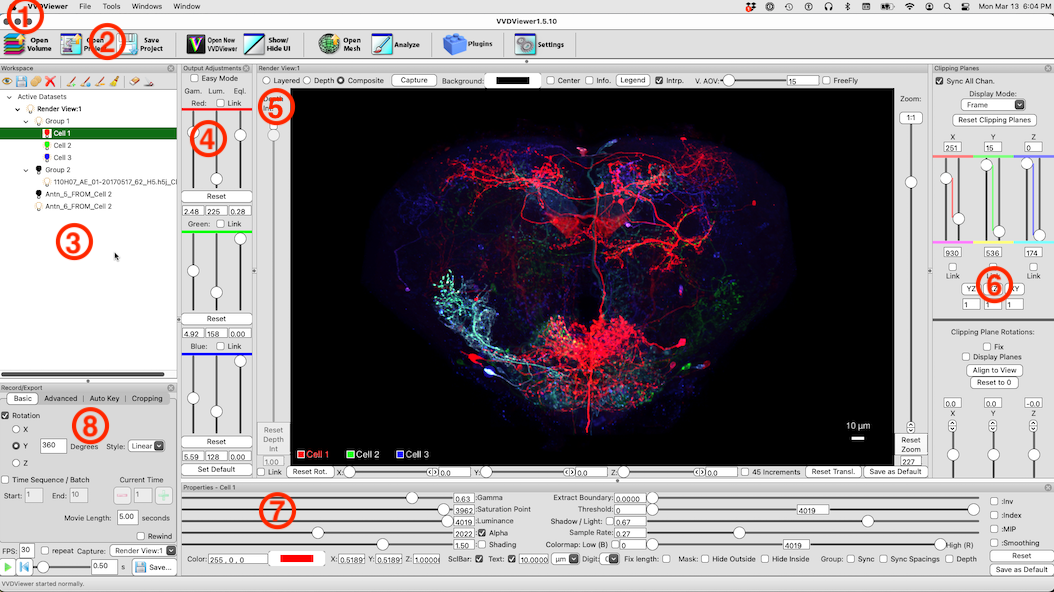 VVDViewer File Tools Windows Window Mon Mar 13 6:04 PM
①
VVDViewer1.5.10
Open Volume Open Save Project Open New VVDViewer Show/ Hide UI Open Mesh Analyze Plugins Settings
②
Workspace
Active Datasets
Render View:1
Group 1
Cell 1
Cell 2
Cell 3
Group 2
110H07_AE_01-20170517_62_H5.h5j_Cl
Antn_5_FROM_Cell 2
Antn_6_FROM_Cell 2
③
Record/Export
Basic Advanced Auto Key Cropping
⑧
Rotation
X
Y 360 Degrees Style: Linear
Z
Time Sequence / Batch Current Time
Start: 1 End: 10 1
Movie Length: 5.00 seconds
Rewind
FPS: 30 repeat Capture: Render View:1
0.50 s Save...
VVDViewer started normally.
Output Adjustments
Easy Mode
Gam. Lum. Eql.
Red: Link
④
Reset
2.48 225 0.28
Green: Link
Reset
4.92 158 0.00
Blue: Link
Reset
5.59 128 0.00
Set Default
Render View:1
Layered Depth Composite Capture Background: Center Info. Legend Intrp. V. AOV: 15 FreeFly
⑤
Reset Depth Int
1.00
10 µm
Cell 1 Cell 2 Cell 3
Zoom:
1:1
Reset Zoom
227
Link Reset Rot. X: 0.0 Y: 0.0 Z: 0.0 45 Increments Reset Transl. Save as Default
Clipping Planes
Sync All Chan.
Display Mode:
Frame
Reset Clipping Planes
X Y Z
251 15 0
930 536 174
Link Link Link
⑥
YZ XY
1 1 1
Clipping Plane Rotations:
Fix
Display Planes
Align to View
Reset to 0
0.0 0.0 -0.0
X Y Z
Properties - Cell 1
⑦
0.63 :Gamma Extract Boundary: 0.0000 :Inv
3962 :Saturation Point Threshold: 0 4019 :Index
4019 :Luminance Shadow / Light: 0.67 :MIP
2022 :Alpha Sample Rate: 0.27 :Smoothing
1.50 :Shading Colormap: Low (B) 0 4019 High (R) Reset
Color: 255 , 0 , 0 X: 0.5189 Y: 0.5189 Z: 1.0000 SclBar: Text: 10.0000 µm Digit: 0 Fix length: Mask: Hide Outside Hide Inside Group: Sync Sync Spacings Depth Save as Default